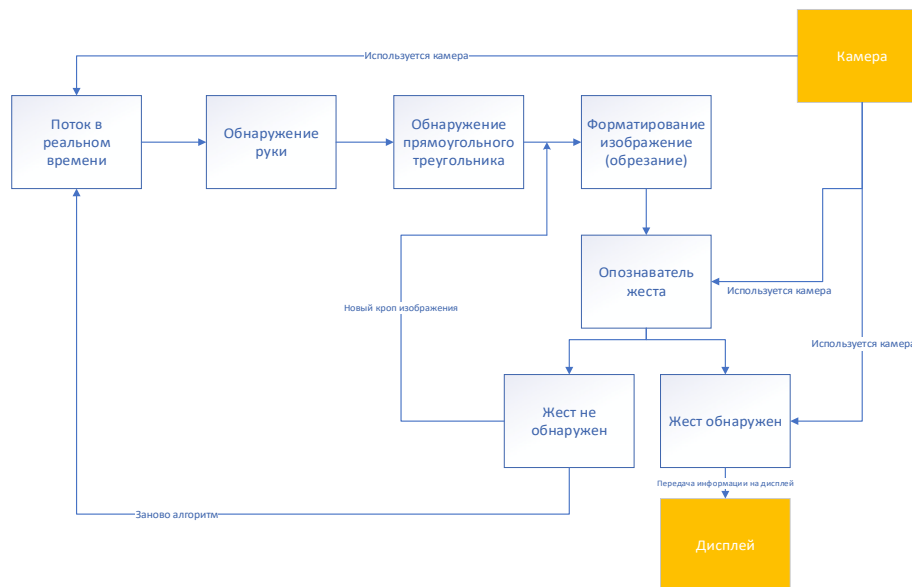 Используется камера
Камера
Поток в
реальном
времени
Обнаружение
руки
Обнаружение
прямоугольного
треугольника
Форматирование
изображение
(обрезание)
Опознаватель
жеста
Используется камера
Новый кроп изображения
Используется камера
Жест не
обнаружен
Жест обнаружен
Передача информации на дисплей
Заново алгоритм
Дисплей